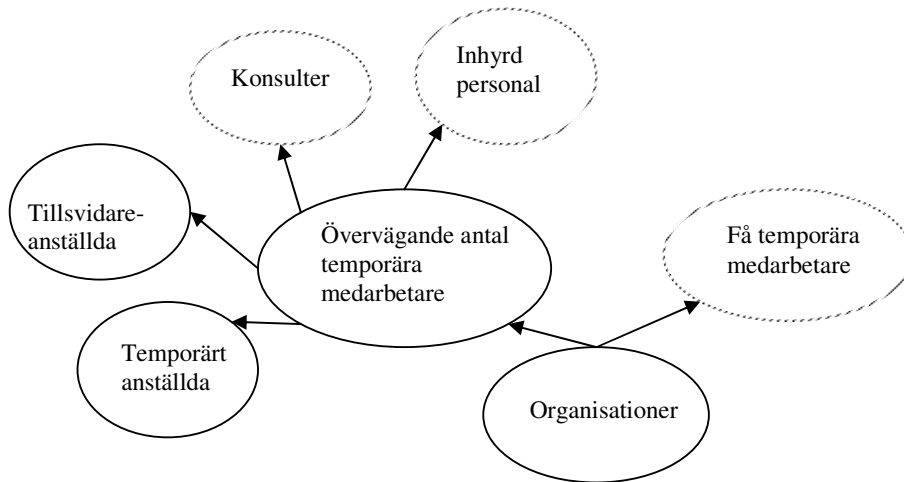 Konsulter
Inhyrd
personal
Tillsvidare-
anställda
Övervägande antal
temporära
medarbetare
Få temporära
medarbetare
Temporärt
anställda
Organisationer